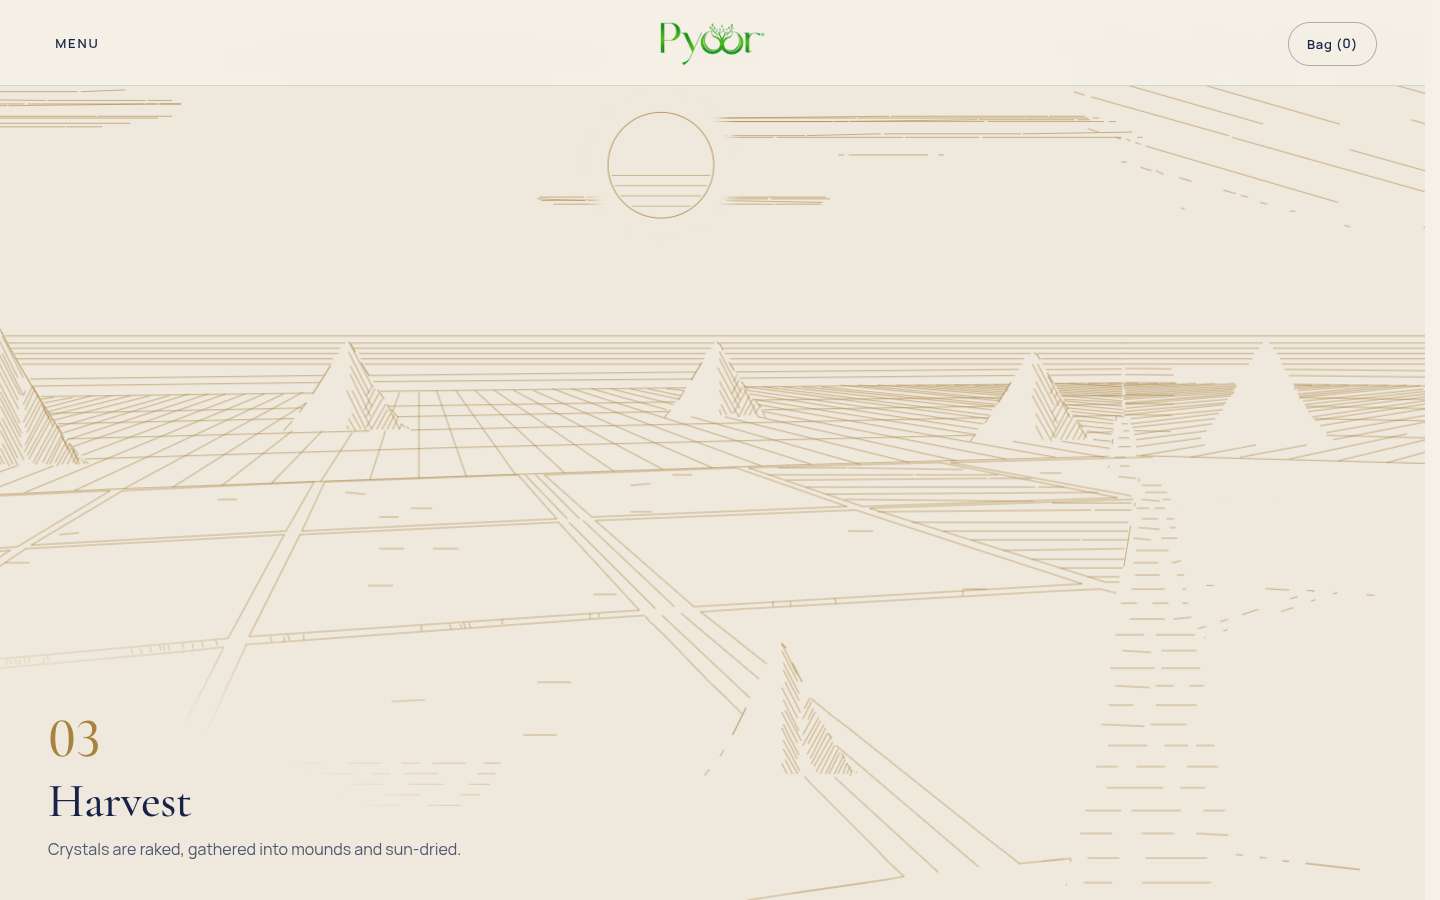 MENU
Pyoor
Bag (0)
03
Harvest
Crystals are raked, gathered into mounds and sun-dried.